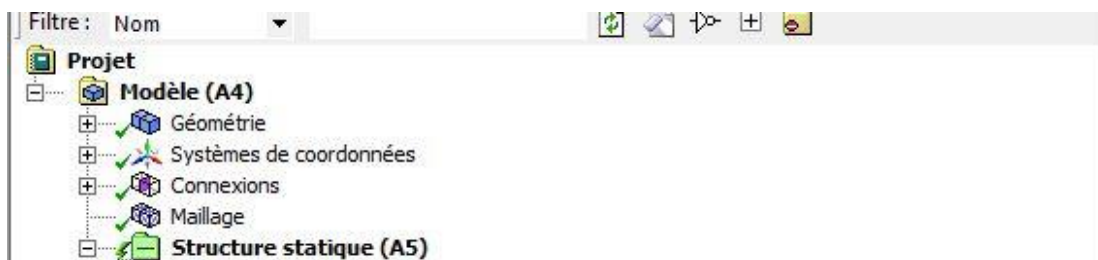 Filtre : Nom
Projet
Modèle (A4)
Géométrie
Systèmes de coordonnées
Connexions
Maillage
Structure statique (A5)